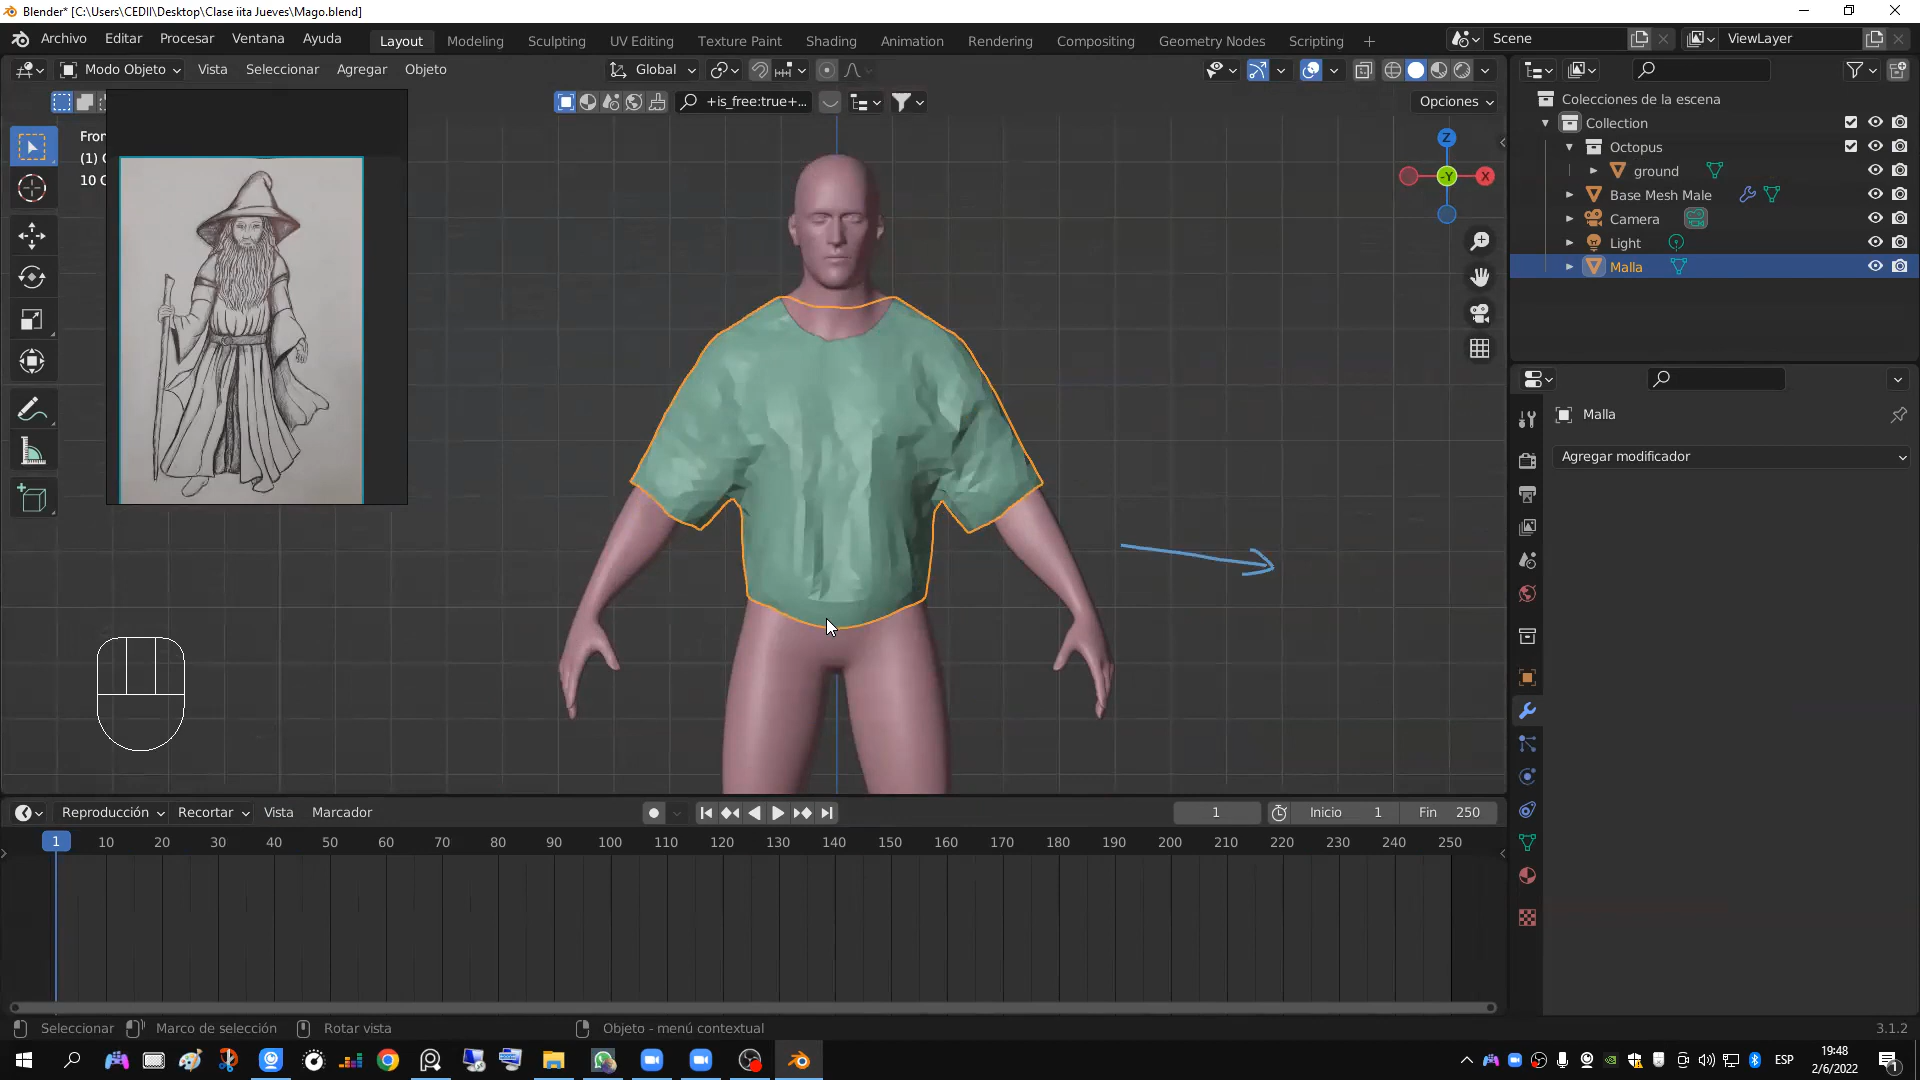 Blender* [C:\Users\CEDII\Desktop\Clase iita Jueves\Mago.blend]
Archivo Editar Procesar Ventana Ayuda Layout Modeling Sculpting UV Editing Texture Paint Shading Animation Rendering Compositing Geometry Nodes Scripting Scene ViewLayer
Modo Objeto Vista Seleccionar Agregar Objeto Global
+is_free:true+... Opciones
Colecciones de la escena
Collection
Octopus
ground
Base Mesh Male
Camera
Light
Malla
Fron
(1) C
10 C
Z
-Y X
Malla
Agregar modificador
Reproducción Recortar Vista Marcador 1 Inicio 1 Fin 250
1 10 20 30 40 50 60 70 80 90 100 110 120 130 140 150 160 170 180 190 200 210 220 230 240 250
Seleccionar Marco de selección Rotar vista Objeto - menú contextual 3.1.2
ESP 19:48
2/6/2022
1